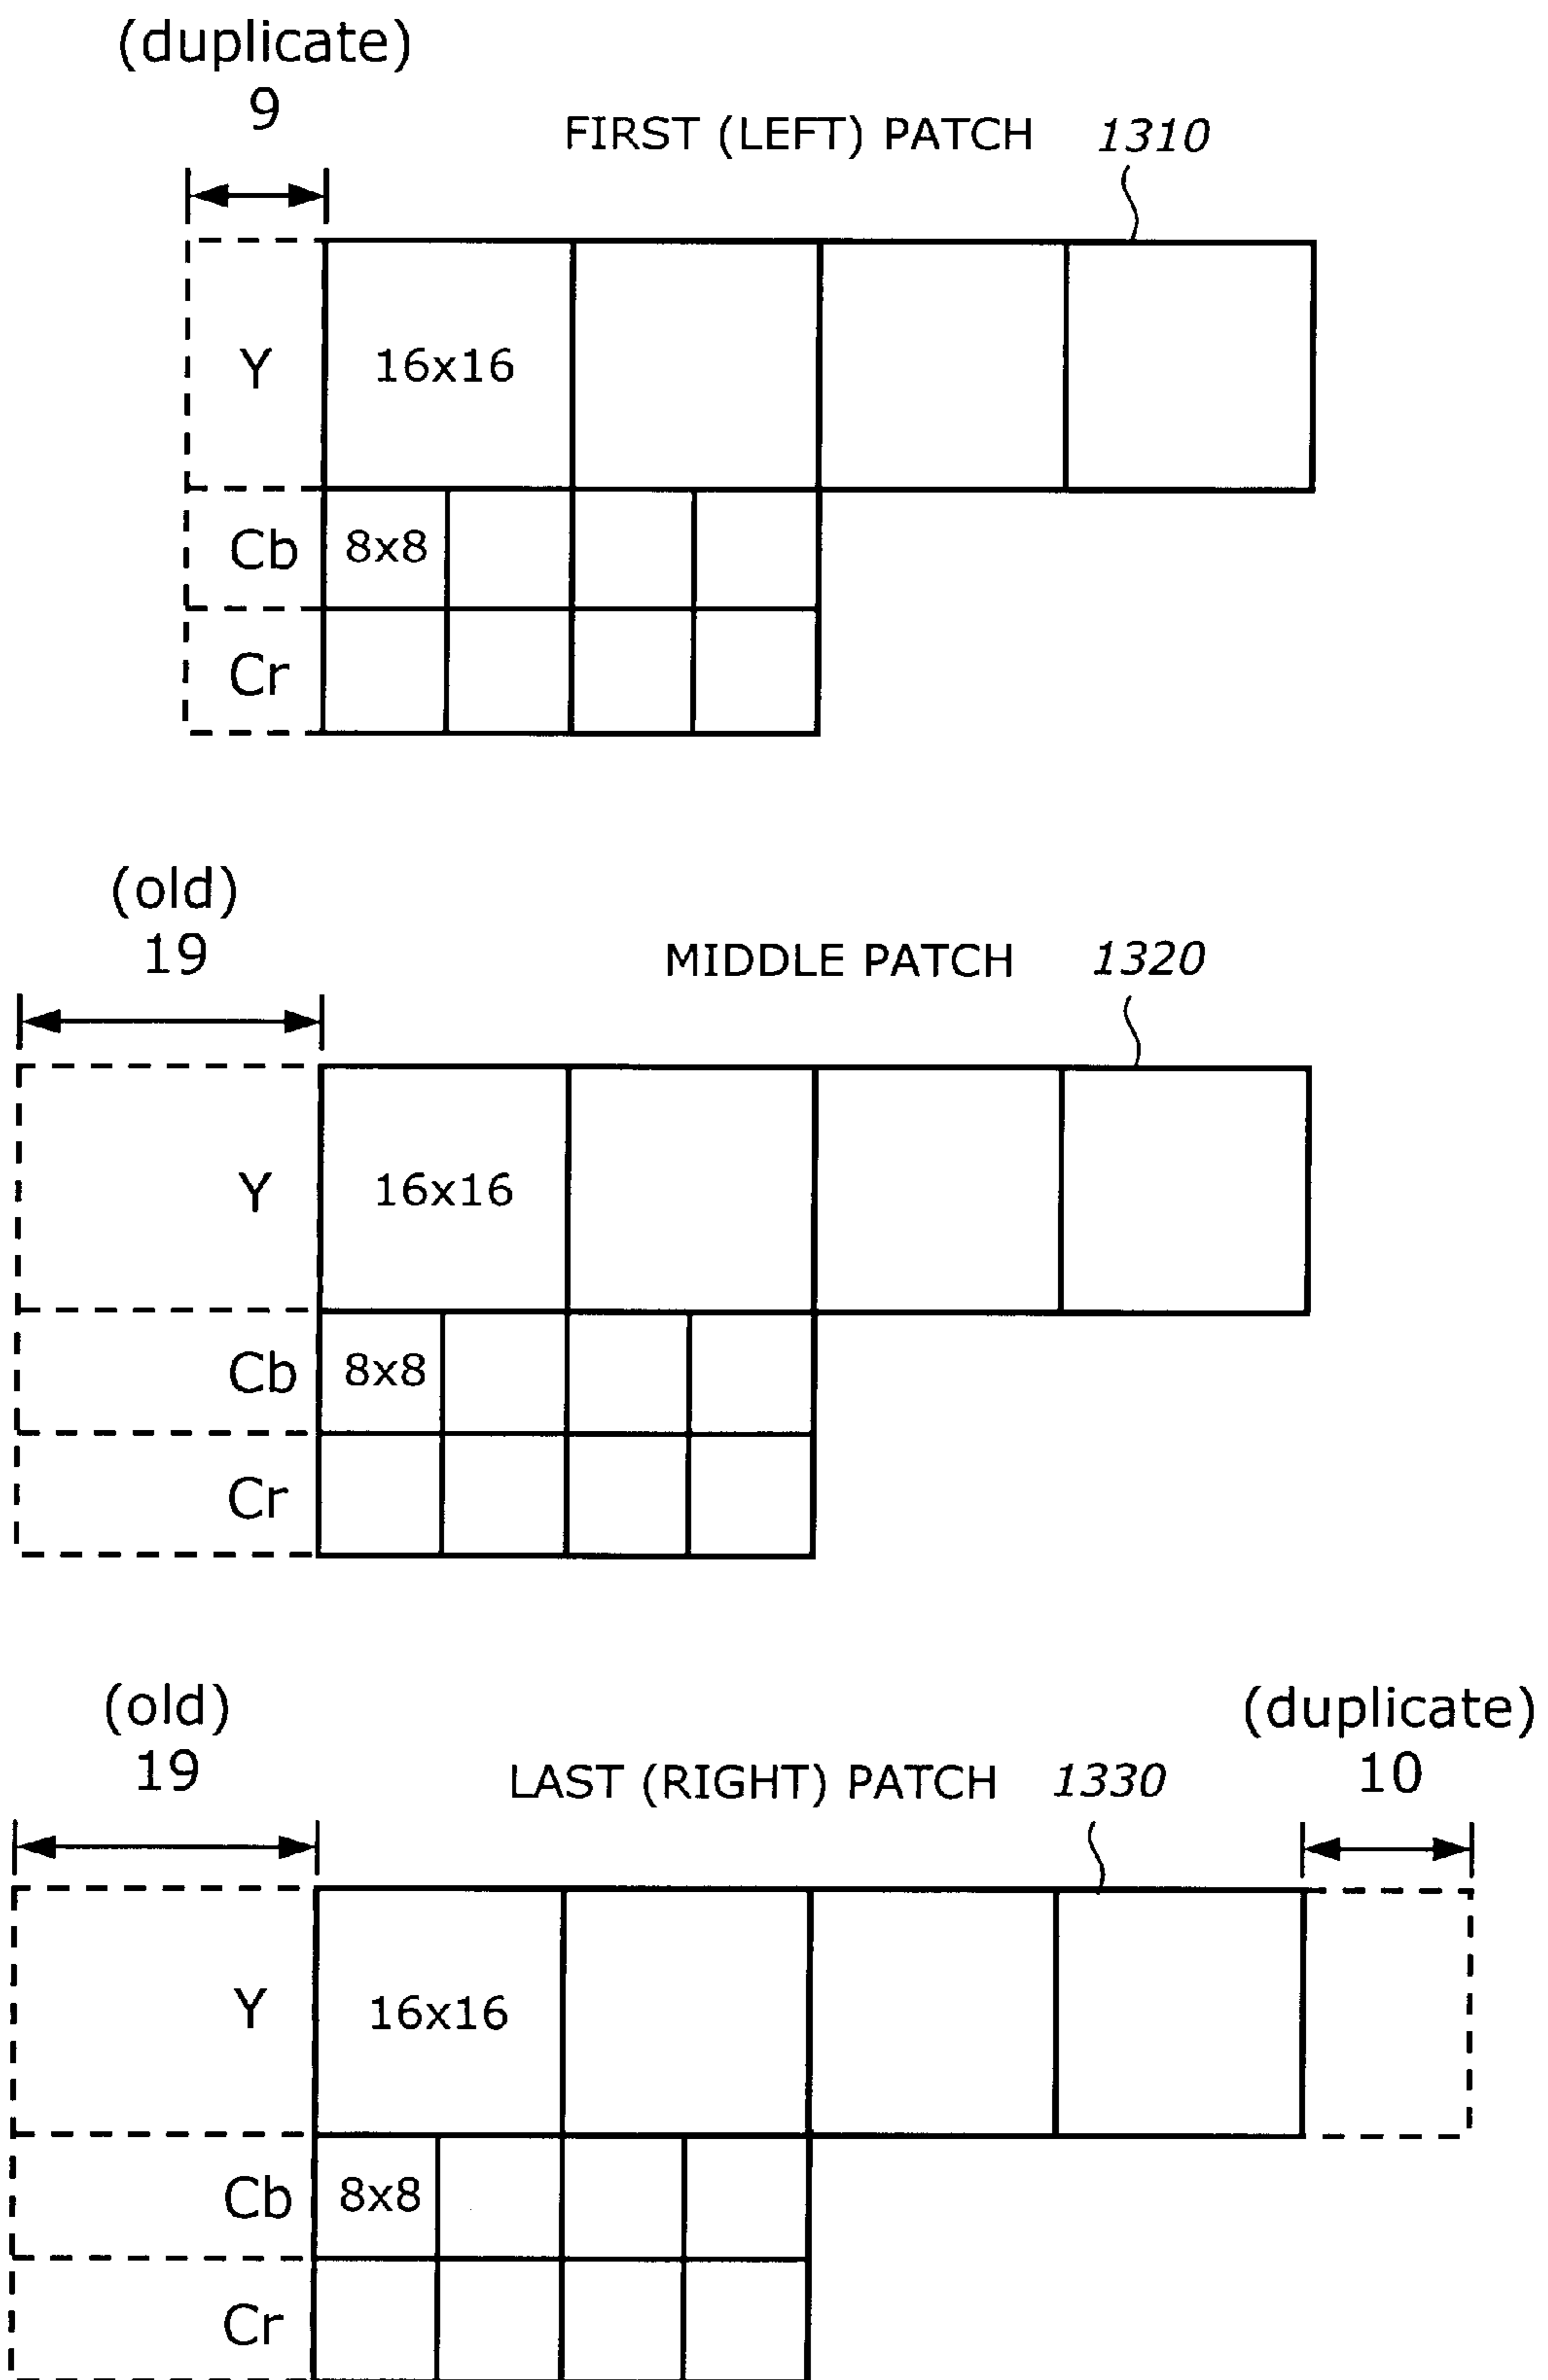 (duplicate)
9
FIRST (LEFT) PATCH 1310
Y 16x16
Cb 8x8
Cr
(old)
19
MIDDLE PATCH 1320
Y 16x16
Cb 8x8
Cr
(old) (duplicate)
19 LAST (RIGHT) PATCH 1330 10
Y 16x16
Cb 8x8
Cr